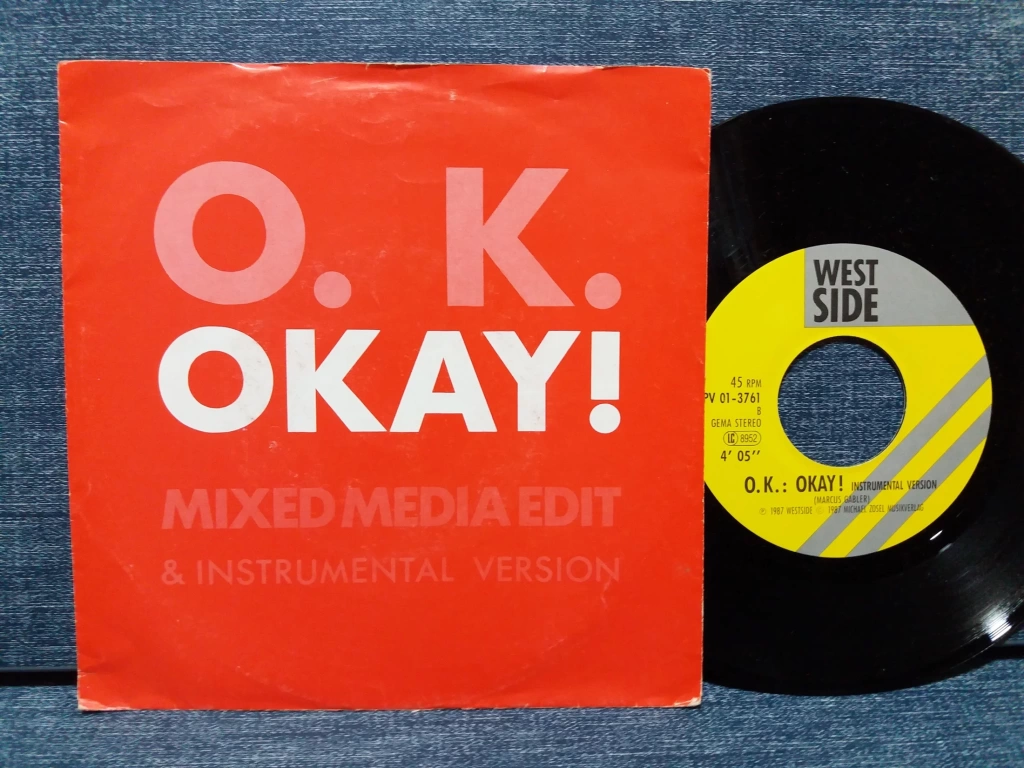 O. K.
OKAY!
MIXED MEDIA EDIT
& INSTRUMENTAL VERSION
WEST
SIDE
45 RPM
PV 01-3761
B
GEMA STEREO
LC 8952
4' 05''
O.K.: OKAY! INSTRUMENTAL VERSION
(MARCUS GABLER)
℗ 1987 WESTSIDE © 1987 MICHAEL ZOSEL MUSIKVERLAG